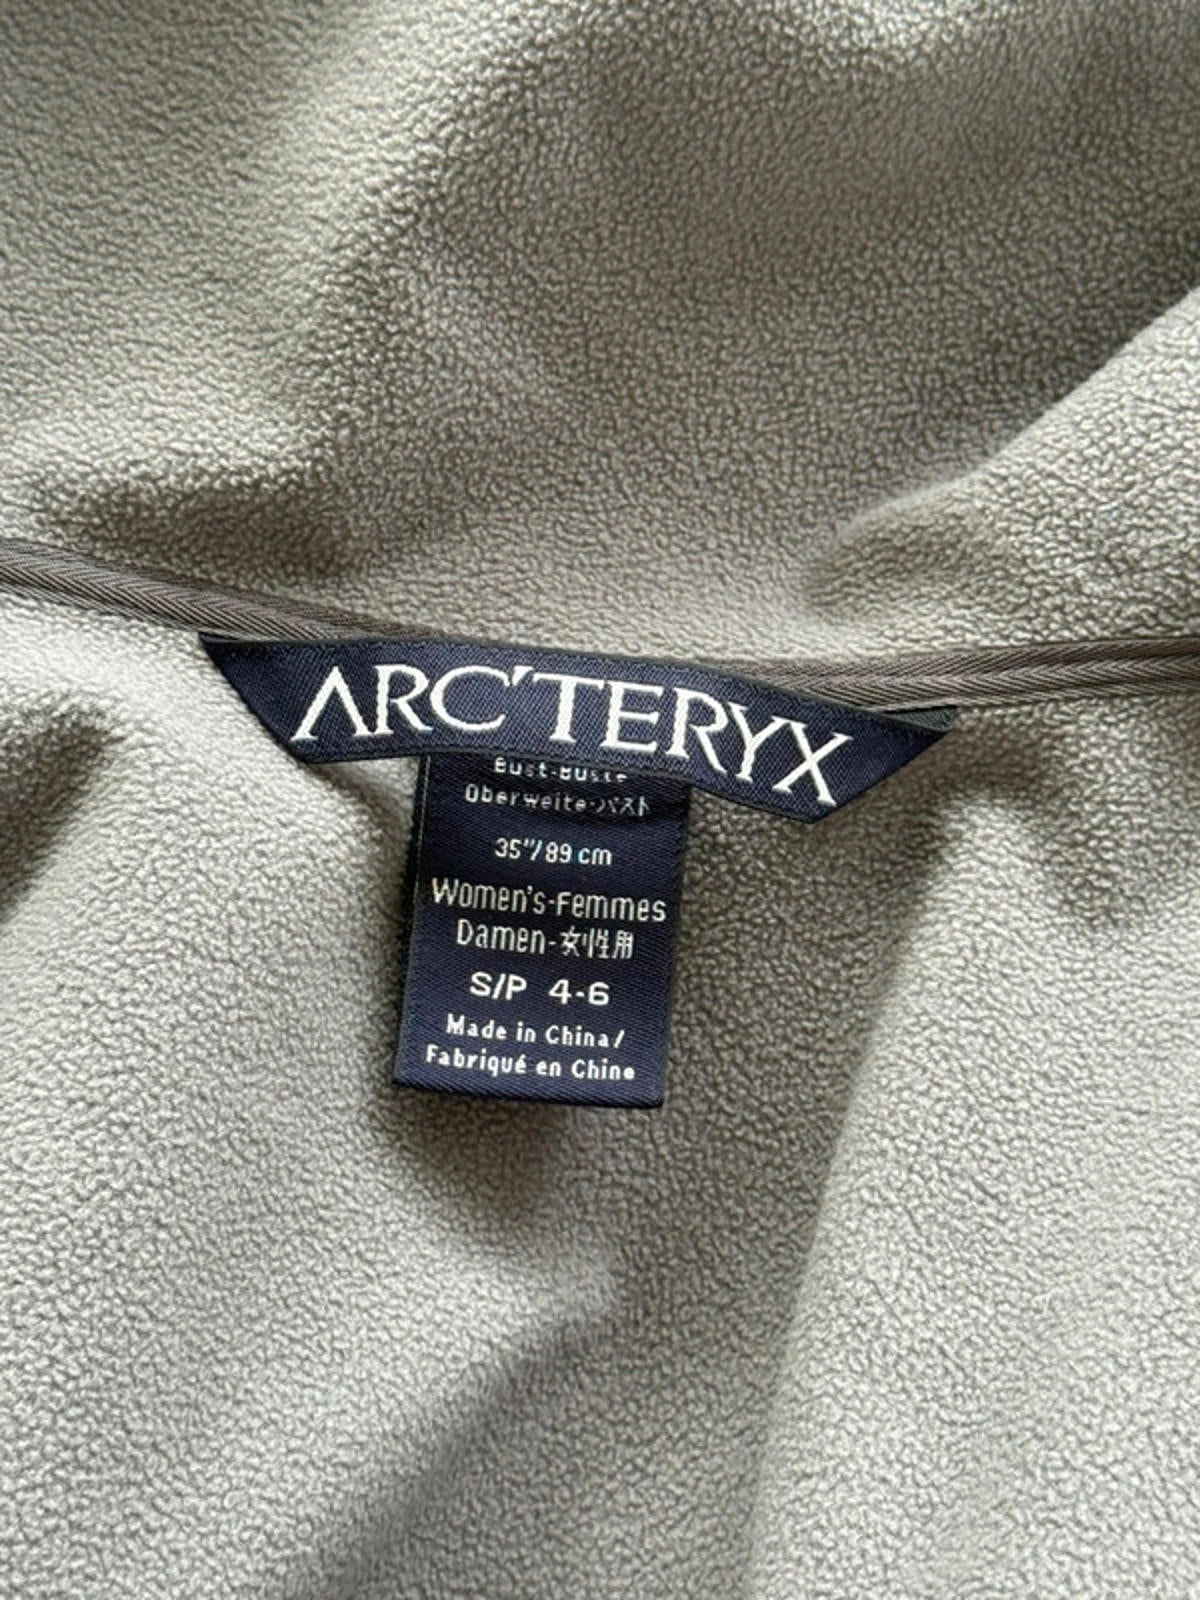 ARC'TERYX
Bust-Buste
Oberweite-バスト
35"/89 cm
Women's-Femmes
Damen-女性用
S/P 4-6
Made in China/
Fabriqué en Chine